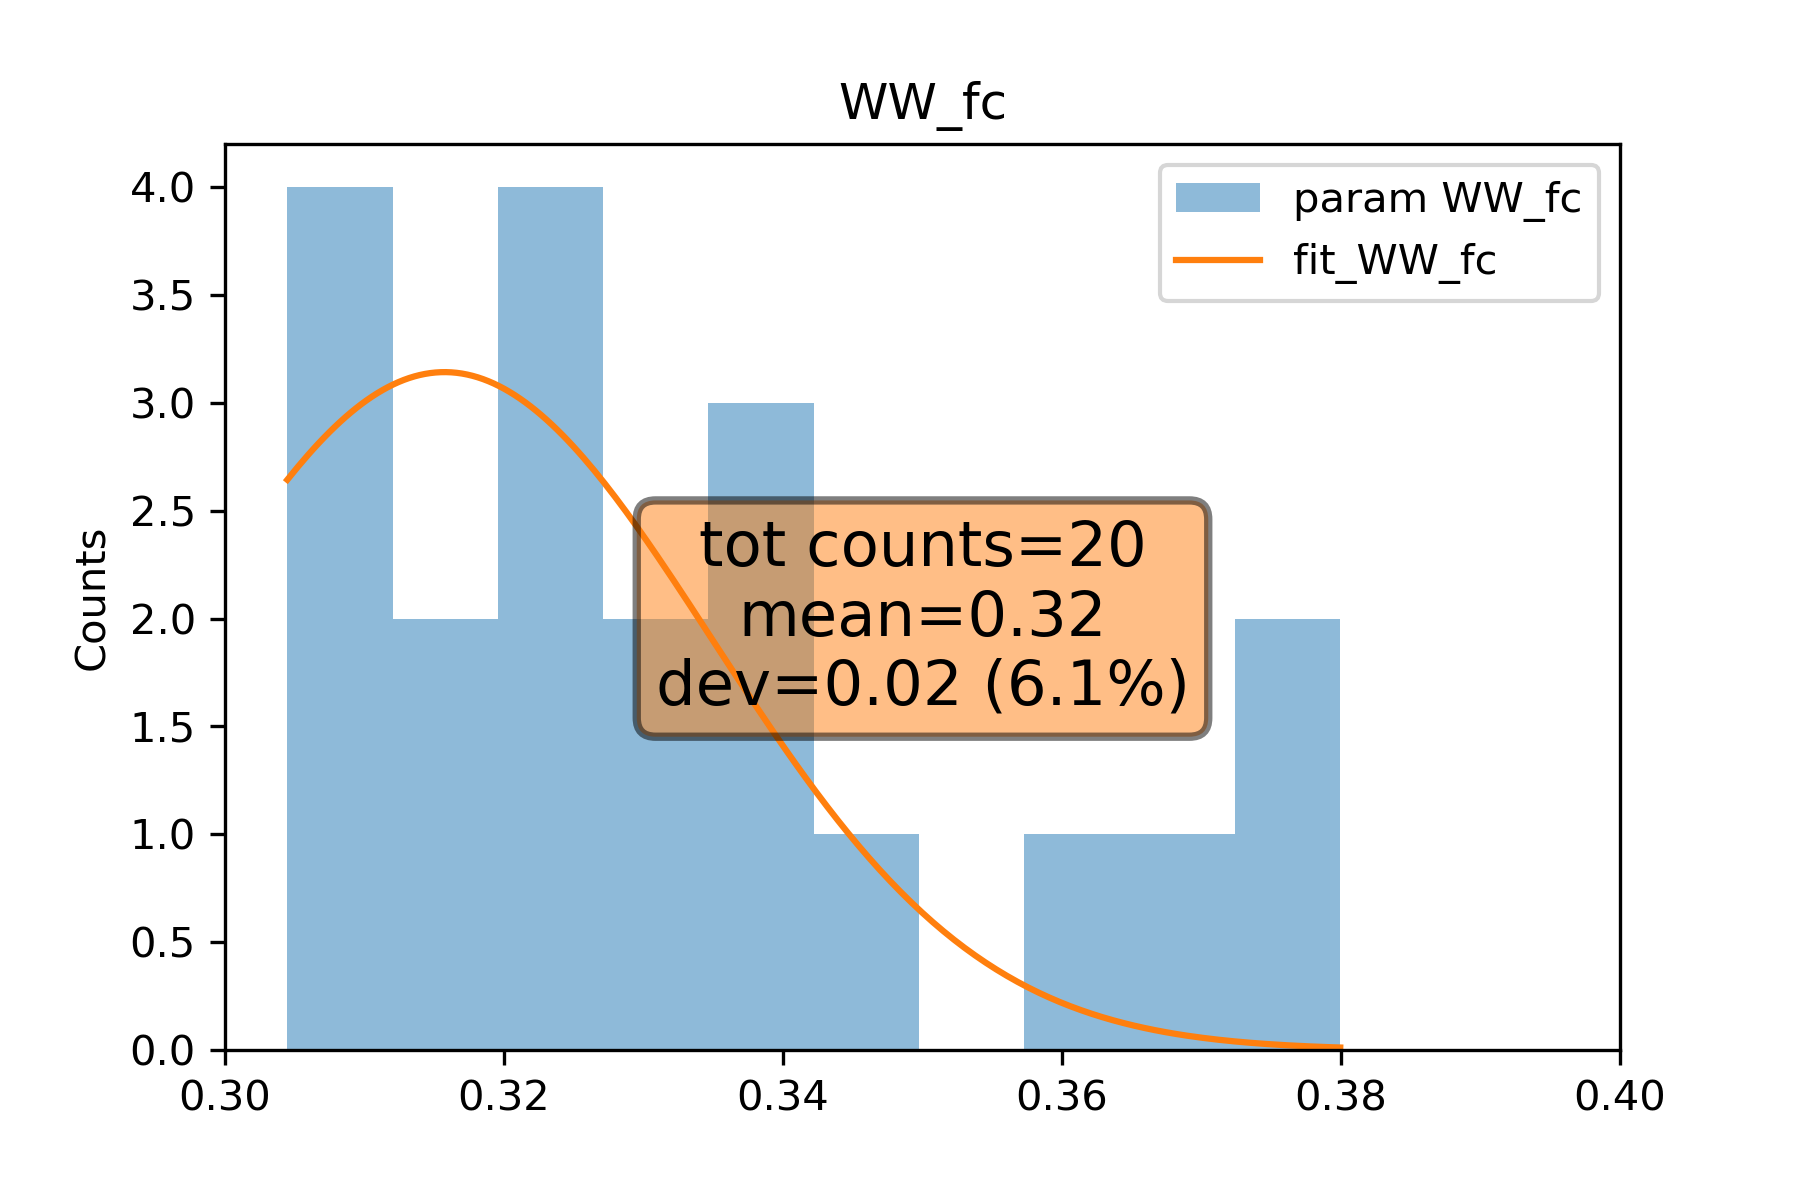 WW_fc
param WW_fc
fit_WW_fc
4.0
3.5
3.0
2.5
2.0
1.5
1.0
0.5
0.0
Counts
tot counts=20
mean=0.32
dev=0.02 (6.1%)
0.30 0.32 0.34 0.36 0.38 0.40